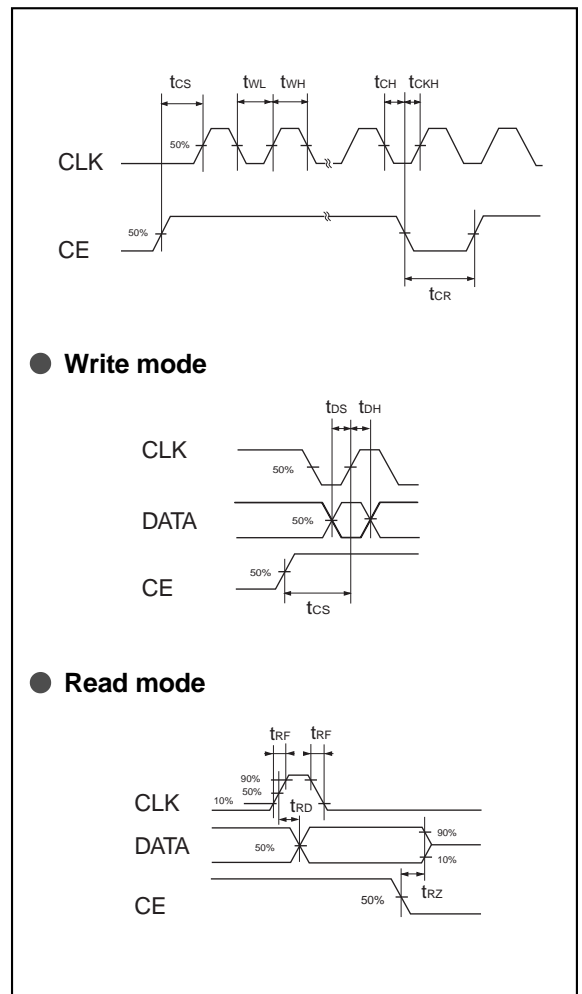 tCS tWL tWH tCH tCKH
50%
CLK
50%
CE
tCR
● Write mode
tDS tDH
CLK
50%
DATA
50%
50%
CE
tCS
● Read mode
tRF tRF
90%
50%
CLK
10%
tRD
DATA
50%
90%
10%
CE
50%
tRZ